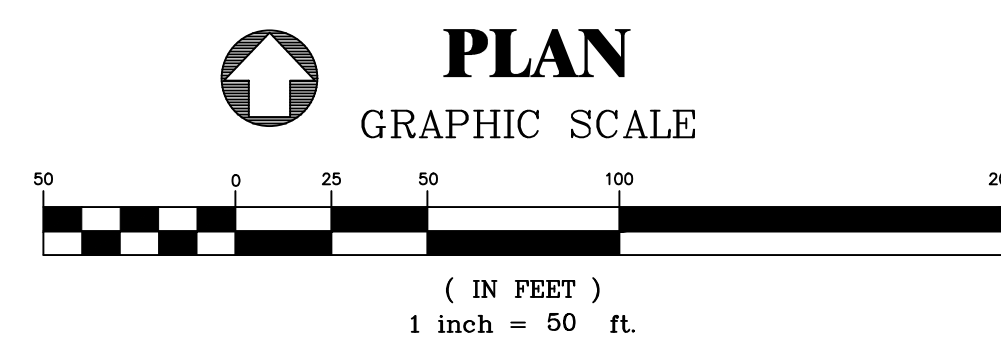 PLAN
GRAPHIC SCALE
50 0 25 50 100
( IN FEET )
1 inch = 50 ft.